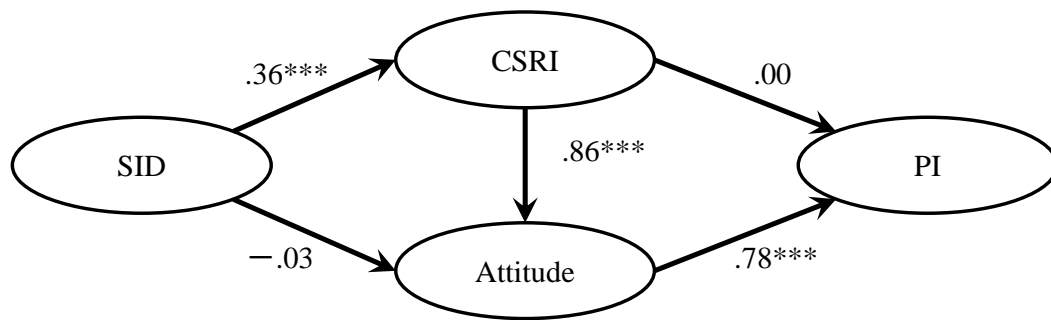 CSRI
.36***
.00
.86***
SID
PI
−.03
Attitude
.78***